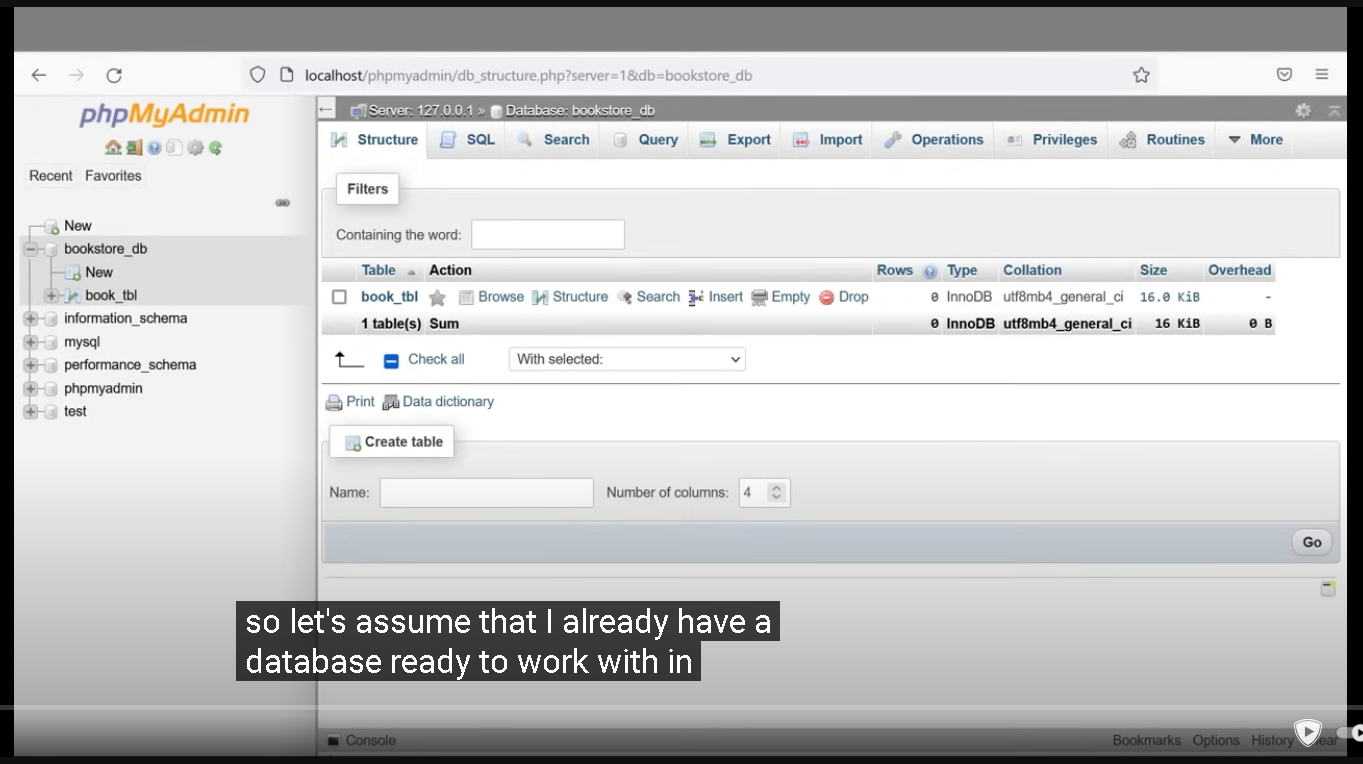 localhost/phpmyadmin/db_structure.php?server=1&db=bookstore_db
phpMyAdmin
Recent Favorites
New
bookstore_db
New
book_tbl
information_schema
mysql
performance_schema
phpmyadmin
test
Server: 127.0.0.1 » Database: bookstore_db
Structure SQL Search Query Export Import Operations Privileges Routines More
Filters
Containing the word:
Table Action Rows Type Collation Size Overhead
book_tbl Browse Structure Search Insert Empty Drop 0 InnoDB utf8mb4_general_ci 16.0 KiB -
1 table(s) Sum 0 InnoDB utf8mb4_general_ci 16 KiB 0 B
Check all With selected:
Print Data dictionary
Create table
Name: Number of columns: 4
Go
so let's assume that I already have a
database ready to work with in
Console Bookmarks Options History